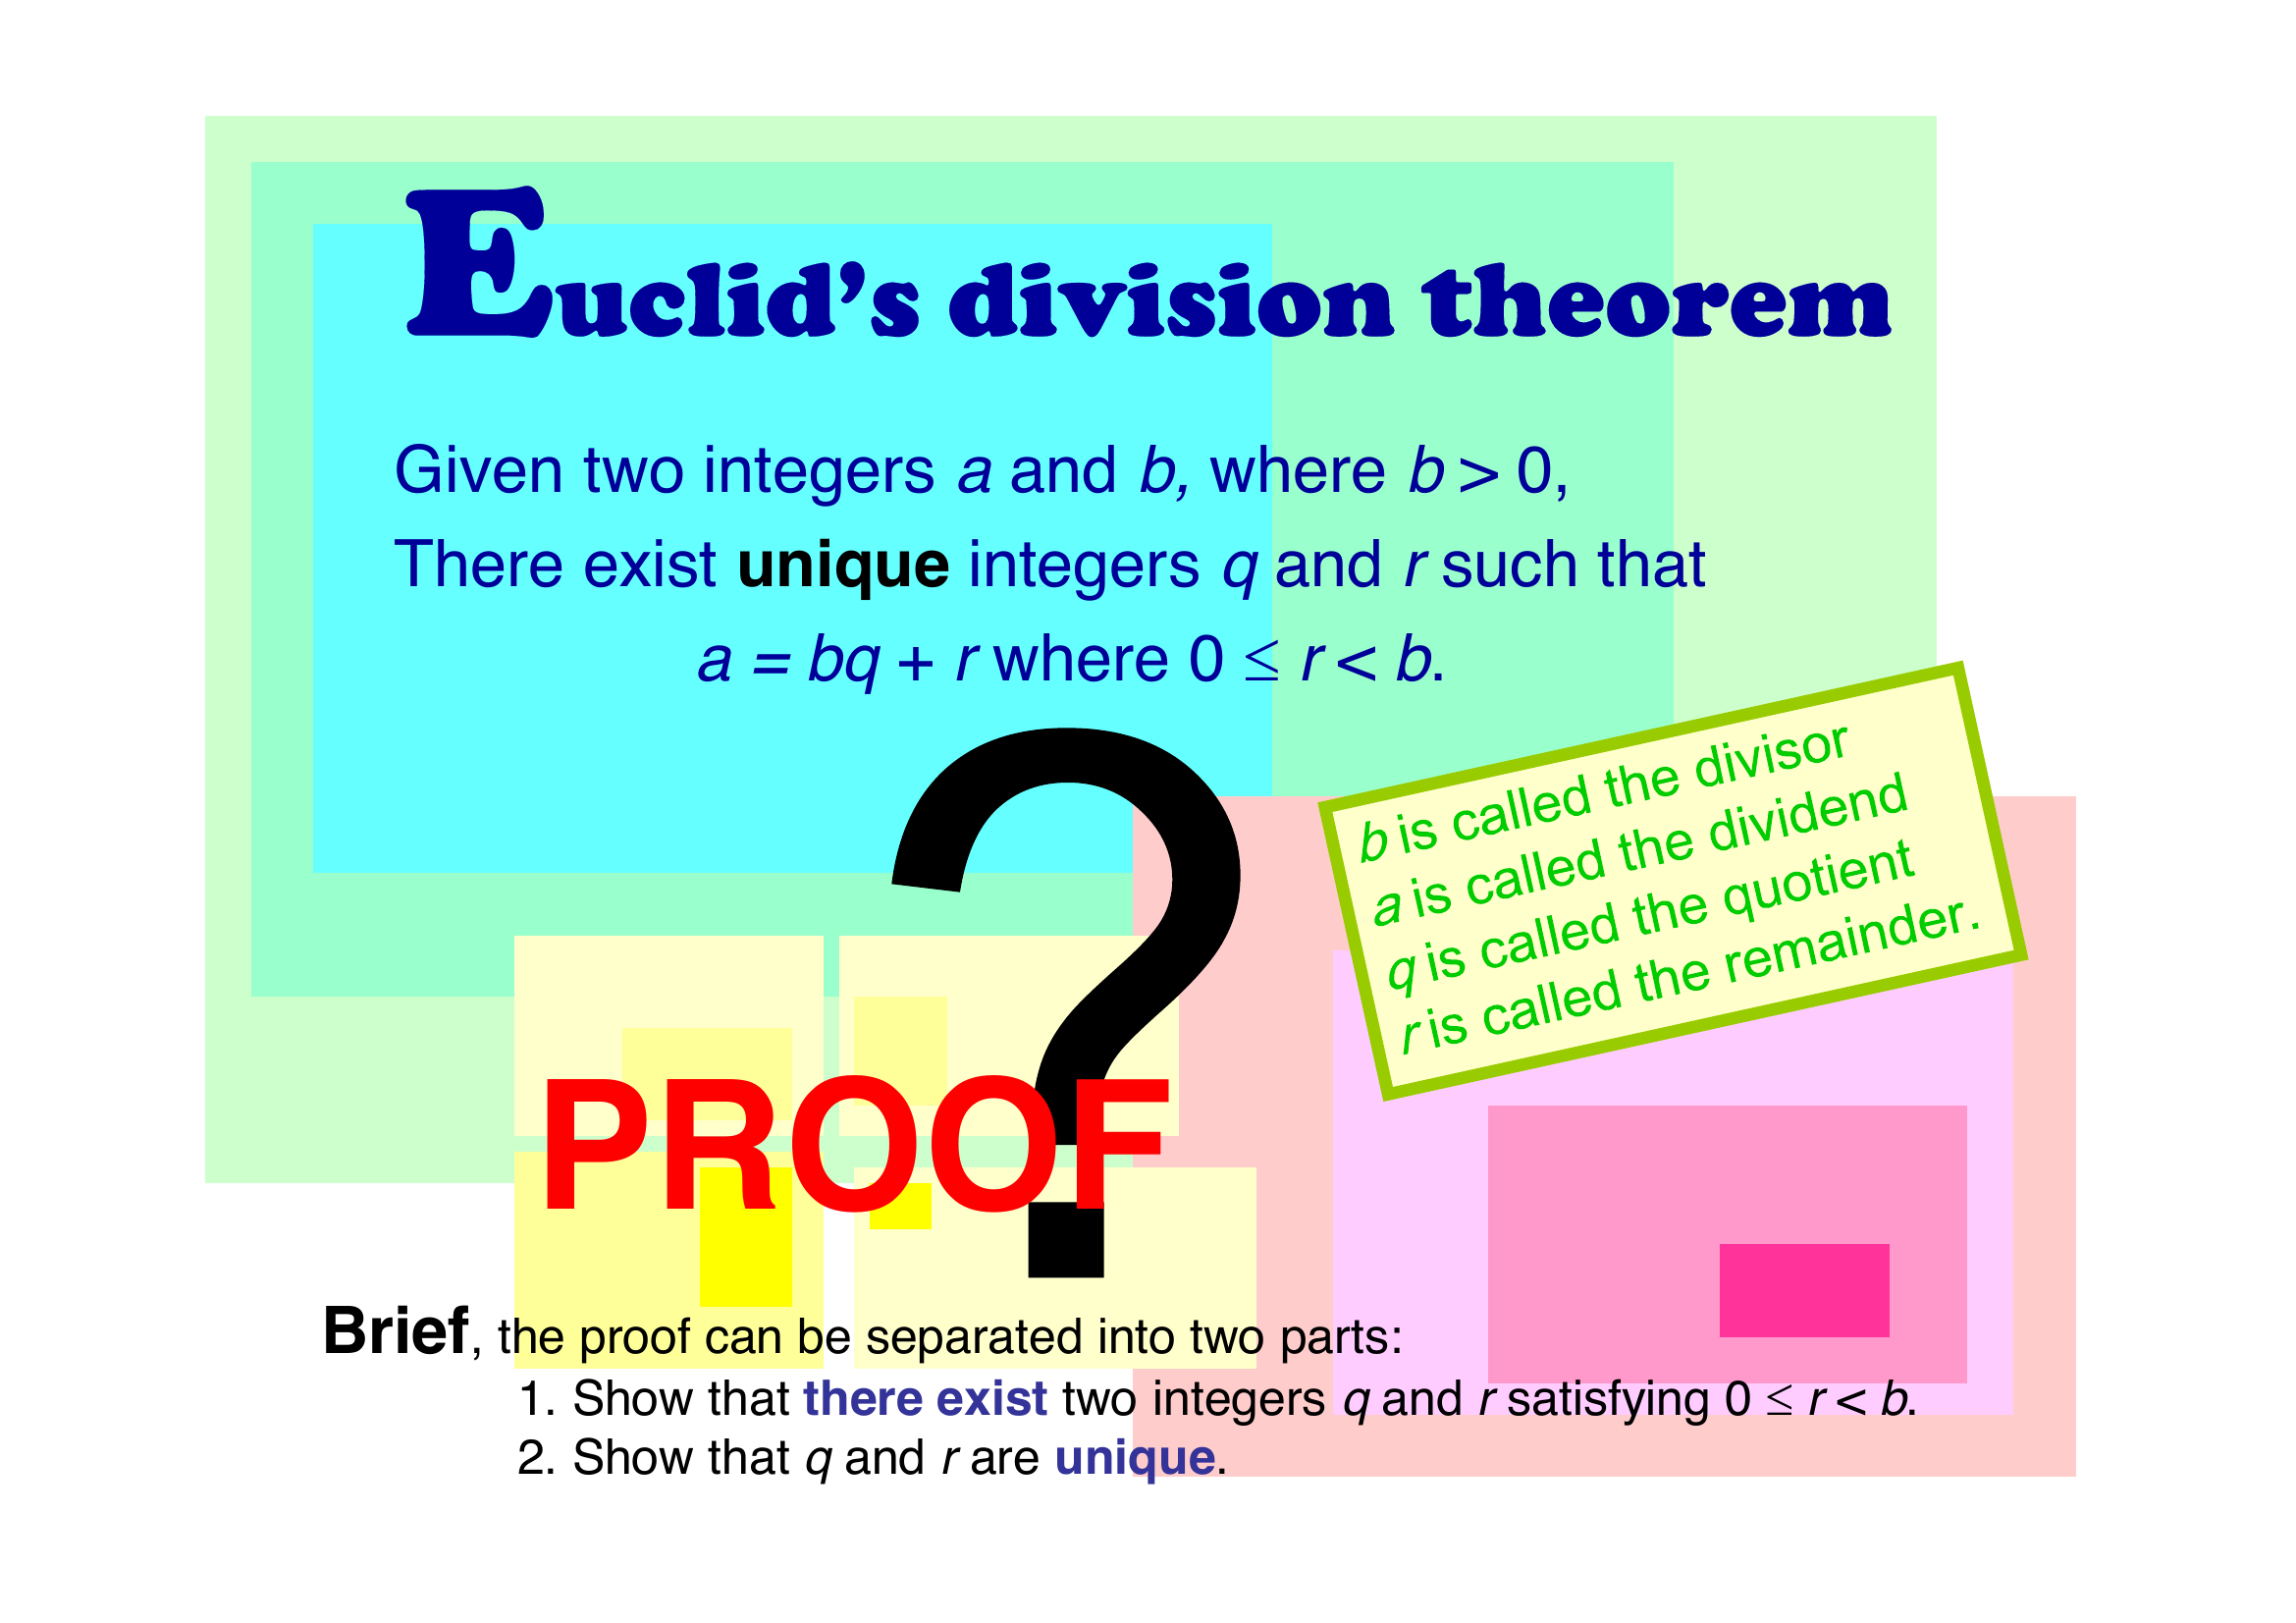 Euclid’s division theorem
Given two integers a and b, where b > 0,
There exist unique integers q and r such that
a = bq + r where 0 ≤ r < b.
b is called the divisor
a is called the dividend
q is called the quotient
r is called the remainder.
?
PROOF
Brief, the proof can be separated into two parts:
1. Show that there exist two integers q and r satisfying 0 ≤ r < b.
2. Show that q and r are unique.